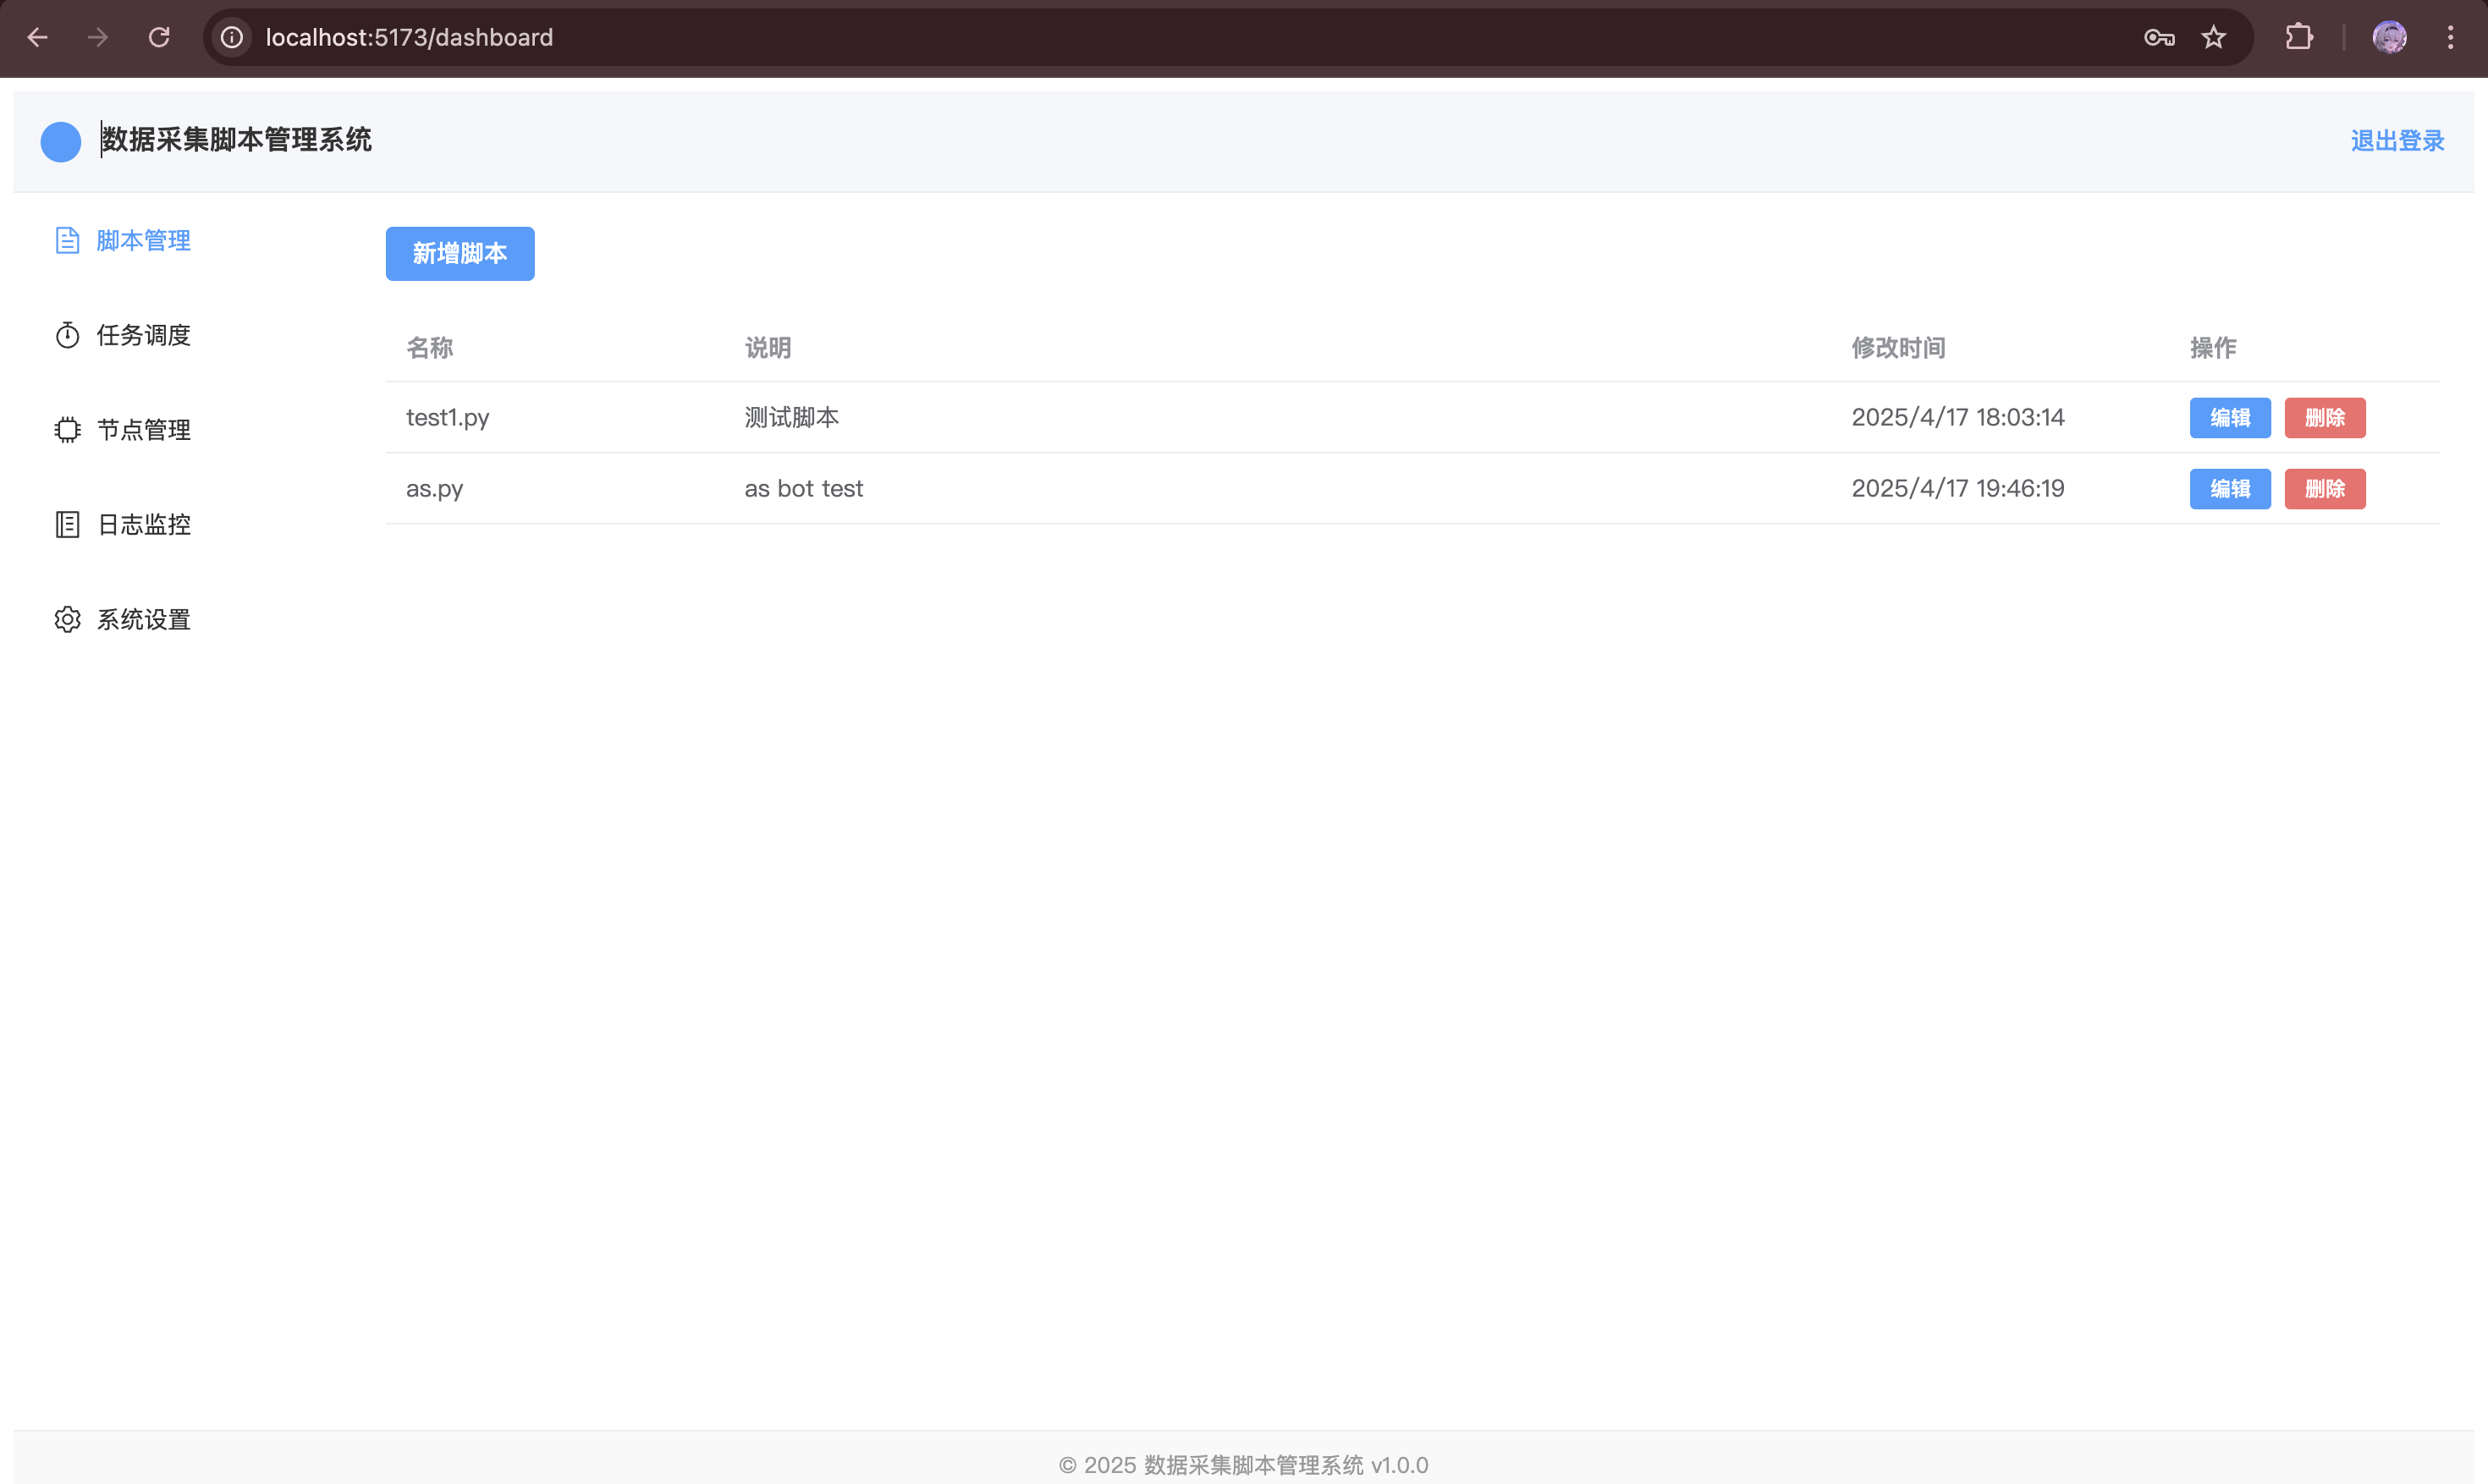 localhost:5173/dashboard
数据采集脚本管理系统 退出登录
脚本管理
任务调度
节点管理
日志监控
系统设置
新增脚本
名称 说明 修改时间 操作
test1.py 测试脚本 2025/4/17 18:03:14 编辑 删除
as.py as bot test 2025/4/17 19:46:19 编辑 删除
© 2025 数据采集脚本管理系统 v1.0.0